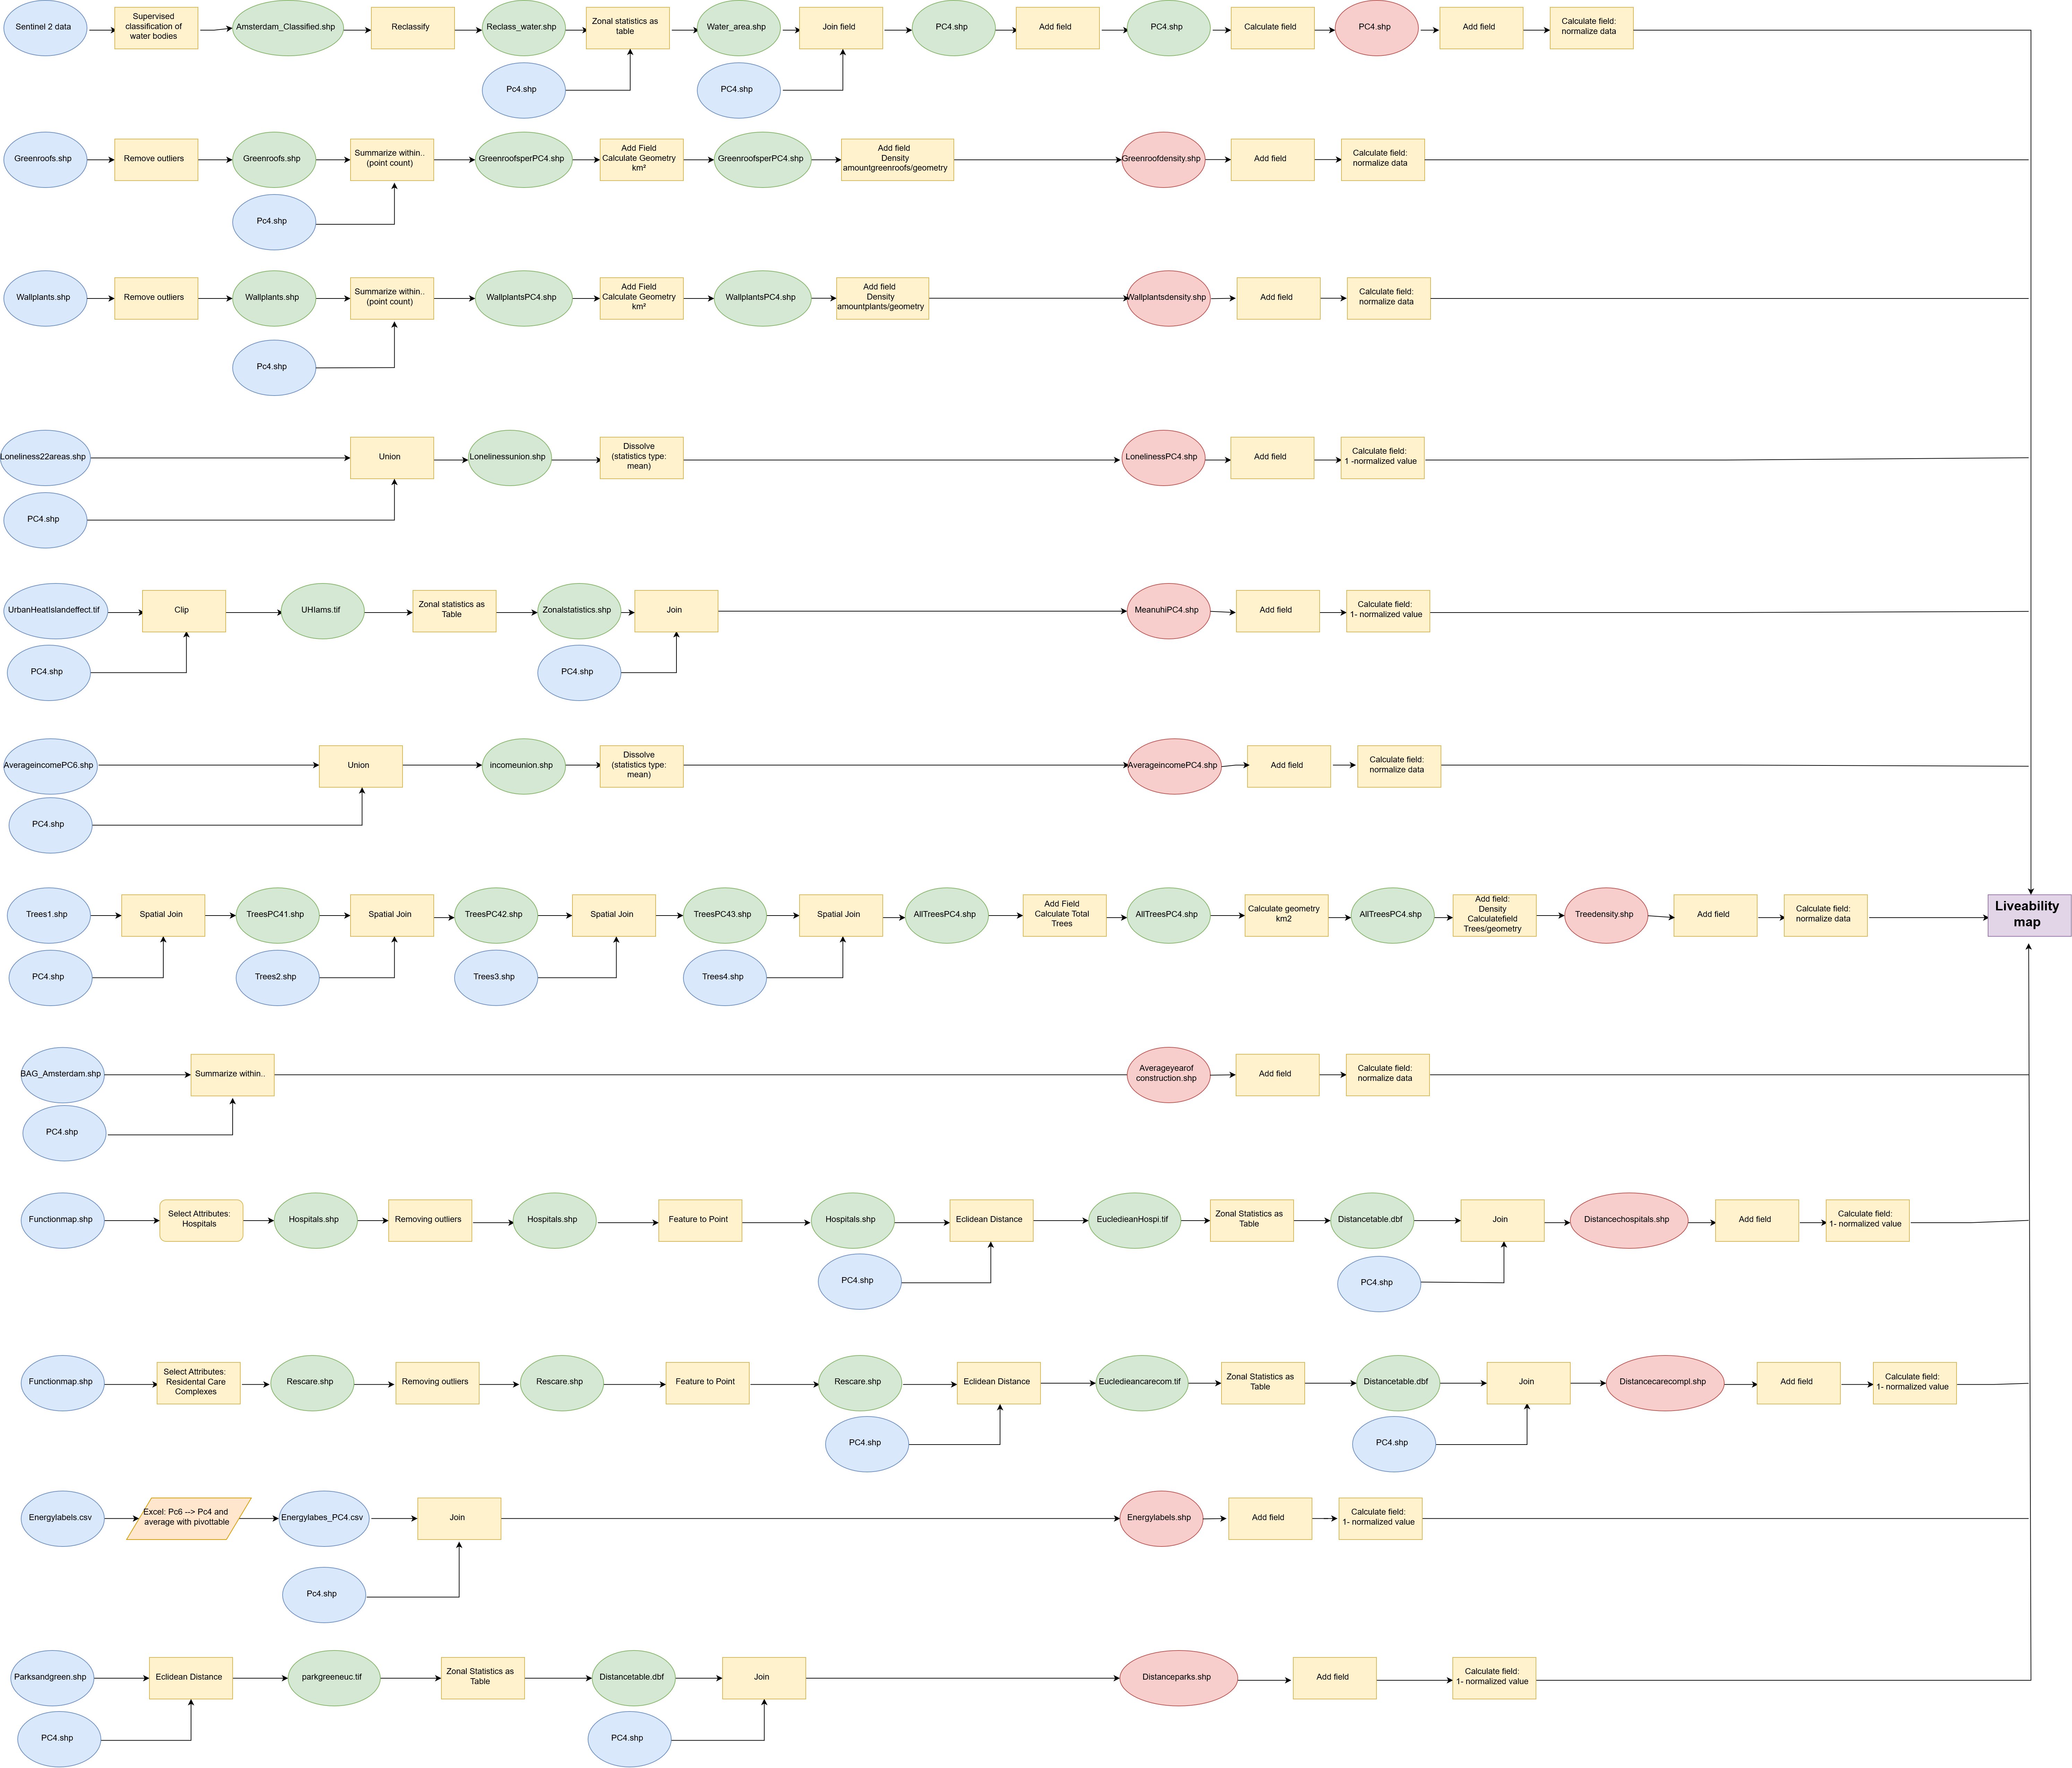 Sentinel 2 data
Supervised
classification of
water bodies
Amsterdam_Classified.shp
Reclassify
Reclass_water.shp
Zonal statistics as
table
Water_area.shp
Join field
PC4.shp
Add field
PC4.shp
Calculate field
PC4.shp
Add field
Calculate field:
normalize data
Pc4.shp
PC4.shp
Greenroofs.shp
Remove outliers
Greenroofs.shp
Summarize within..
(point count)
GreenroofsperPC4.shp
Add Field
Calculate Geometry
km²
GreenroofsperPC4.shp
Add field
Density
amountgreenroofs/geometry
Greenroofdensity.shp
Add field
Calculate field:
normalize data
Pc4.shp
Wallplants.shp
Remove outliers
Wallplants.shp
Summarize within..
(point count)
WallplantsPC4.shp
Add Field
Calculate Geometry
km²
WallplantsPC4.shp
Add field
Density
amountplants/geometry
Wallplantsdensity.shp
Add field
Calculate field:
normalize data
Pc4.shp
Loneliness22areas.shp
Union
Lonelinessunion.shp
Dissolve
(statistics type:
mean)
LonelinessPC4.shp
Add field
Calculate field:
1 -normalized value
PC4.shp
UrbanHeatIslandeffect.tif
Clip
UHIams.tif
Zonal statistics as
Table
Zonalstatistics.shp
Join
MeanuhiPC4.shp
Add field
Calculate field:
1- normalized value
PC4.shp
PC4.shp
AverageincomePC6.shp
Union
incomeunion.shp
Dissolve
(statistics type:
mean)
AverageincomePC4.shp
Add field
Calculate field:
normalize data
PC4.shp
Trees1.shp
Spatial Join
TreesPC41.shp
Spatial Join
TreesPC42.shp
Spatial Join
TreesPC43.shp
Spatial Join
AllTreesPC4.shp
Add Field
Calculate Total
Trees
AllTreesPC4.shp
Calculate geometry
km2
AllTreesPC4.shp
Add field:
Density
Calculatefield
Trees/geometry
Treedensity.shp
Add field
Calculate field:
normalize data
Liveability
map
PC4.shp
Trees2.shp
Trees3.shp
Trees4.shp
BAG_Amsterdam.shp
Summarize within..
Averageyearof
construction.shp
Add field
Calculate field:
normalize data
PC4.shp
Functionmap.shp
Select Attributes:
Hospitals
Hospitals.shp
Removing outliers
Hospitals.shp
Feature to Point
Hospitals.shp
Eclidean Distance
EucledieanHospi.tif
Zonal Statistics as
Table
Distancetable.dbf
Join
Distancechospitals.shp
Add field
Calculate field:
1- normalized value
PC4.shp
PC4.shp
Functionmap.shp
Select Attributes:
Residental Care
Complexes
Rescare.shp
Removing outliers
Rescare.shp
Feature to Point
Rescare.shp
Eclidean Distance
Eucledieancarecom.tif
Zonal Statistics as
Table
Distancetable.dbf
Join
Distancecarecompl.shp
Add field
Calculate field:
1- normalized value
PC4.shp
PC4.shp
Energylabels.csv
Excel: Pc6 --> Pc4 and
average with pivottable
Energylabes_PC4.csv
Join
Energylabels.shp
Add field
Calculate field:
1- normalized value
Pc4.shp
Parksandgreen.shp
Eclidean Distance
parkgreeneuc.tif
Zonal Statistics as
Table
Distancetable.dbf
Join
Distanceparks.shp
Add field
Calculate field:
1- normalized value
PC4.shp
PC4.shp